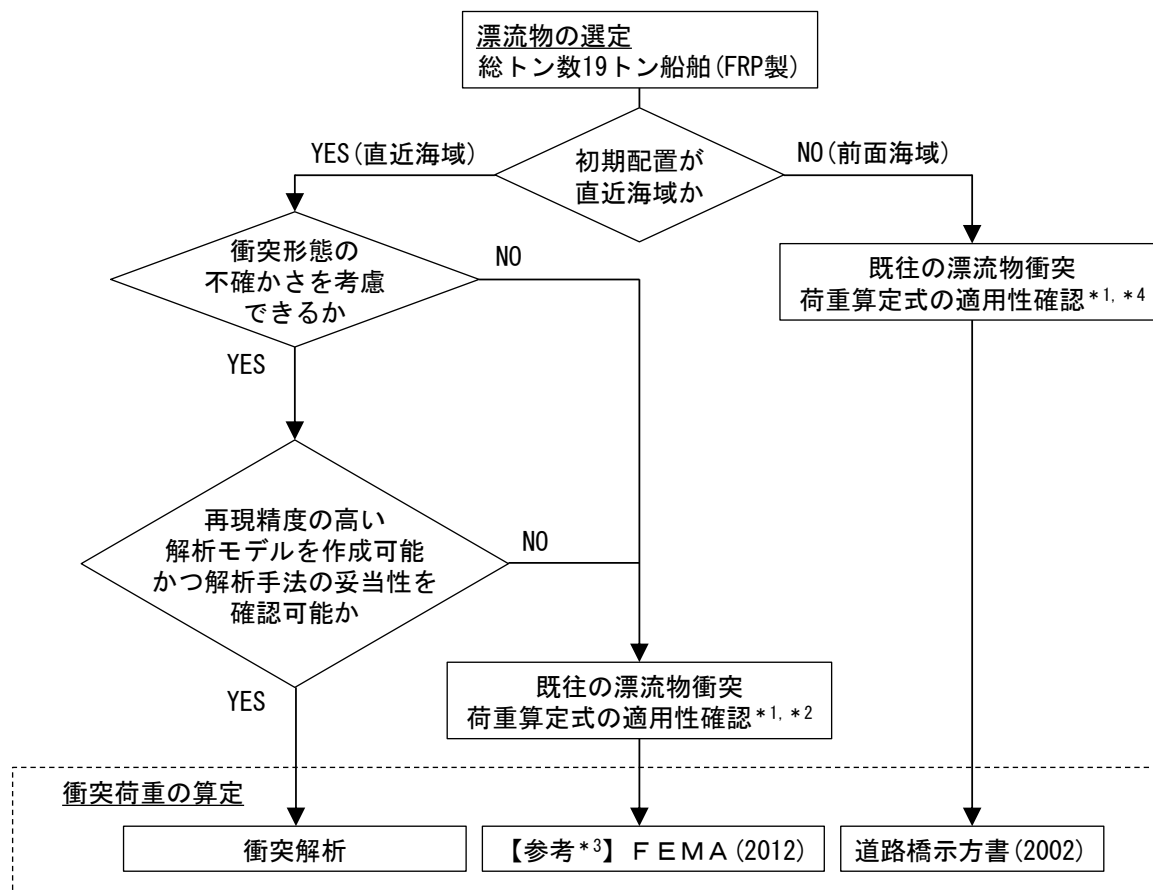 漂流物の選定
総トン数19トン船舶(FRP製)
初期配置が
直近海域か
YES(直近海域)
NO(前面海域)
衝突形態の
不確かさを考慮
できるか
NO
YES
既往の漂流物衝突
荷重算定式の適用性確認*1, *4
再現精度の高い
解析モデルを作成可能
かつ解析手法の妥当性を
確認可能か
NO
YES
既往の漂流物衝突
荷重算定式の適用性確認*1, *2
衝突荷重の算定
衝突解析
【参考*3】FEMA(2012)
道路橋示方書(2002)